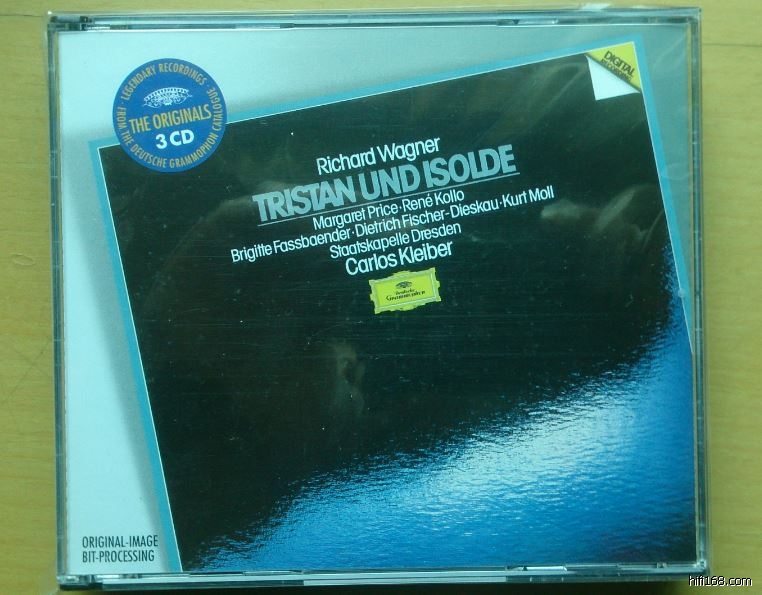 LEGENDARY RECORDINGS
THE ORIGINALS
3 CD
FROM THE DEUTSCHE GRAMMOPHON CATALOGUE
DIGITAL
Richard Wagner
TRISTAN UND ISOLDE
Margaret Price·René Kollo
Brigitte Fassbaender·Dietrich Fischer-Dieskau·Kurt Moll
Staatskapelle Dresden
Carlos Kleiber
Deutsche
Grammophon
ORIGINAL-IMAGE
BIT-PROCESSING
hifi168.com